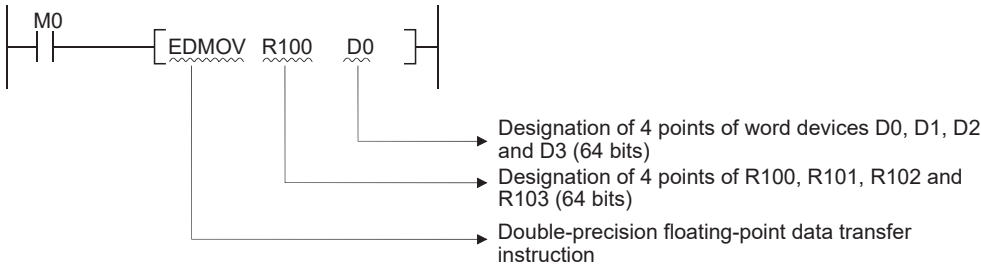 M0
EDMOV R100 D0
Designation of 4 points of word devices D0, D1, D2
and D3 (64 bits)
Designation of 4 points of R100, R101, R102 and
R103 (64 bits)
Double-precision floating-point data transfer
instruction